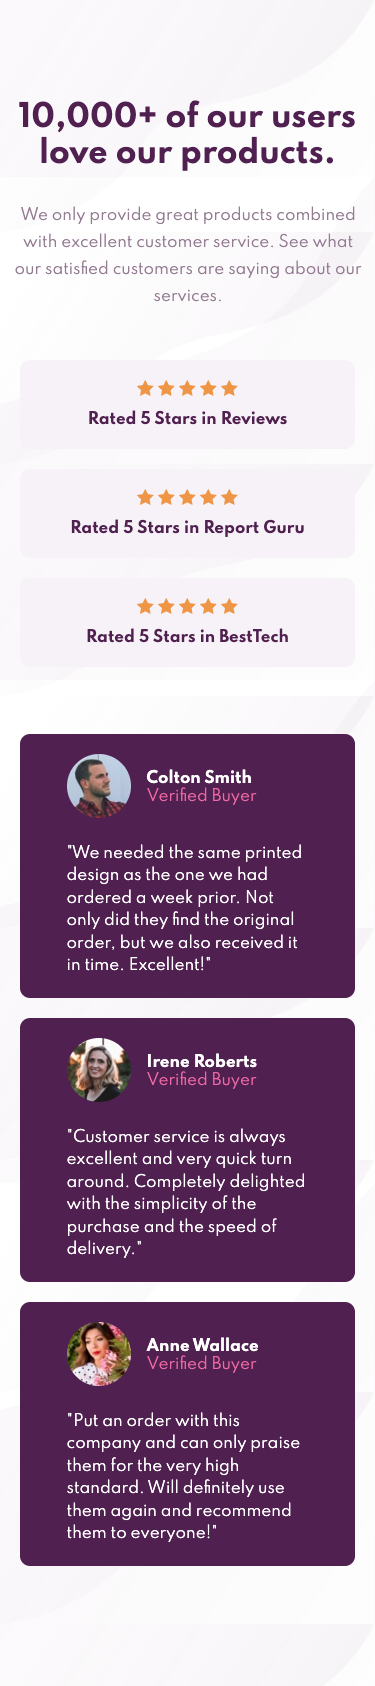 10,000+ of our users
love our products.
We only provide great products combined
with excellent customer service. See what
our satisfied customers are saying about our
services.
Rated 5 Stars in Reviews
Rated 5 Stars in Report Guru
Rated 5 Stars in BestTech
Colton Smith
Verified Buyer
"We needed the same printed
design as the one we had
ordered a week prior. Not
only did they find the original
order, but we also received it
in time. Excellent!"
Irene Roberts
Verified Buyer
"Customer service is always
excellent and very quick turn
around. Completely delighted
with the simplicity of the
purchase and the speed of
delivery."
Anne Wallace
Verified Buyer
"Put an order with this
company and can only praise
them for the very high
standard. Will definitely use
them again and recommend
them to everyone!"